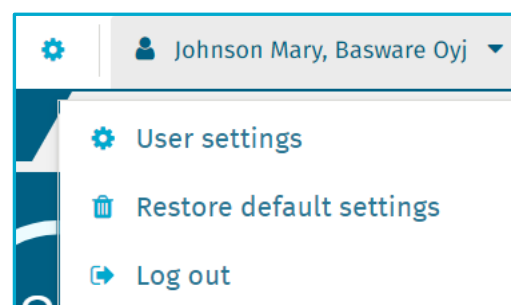 Johnson Mary, Basware Oyj
User settings
Restore default settings
Log out